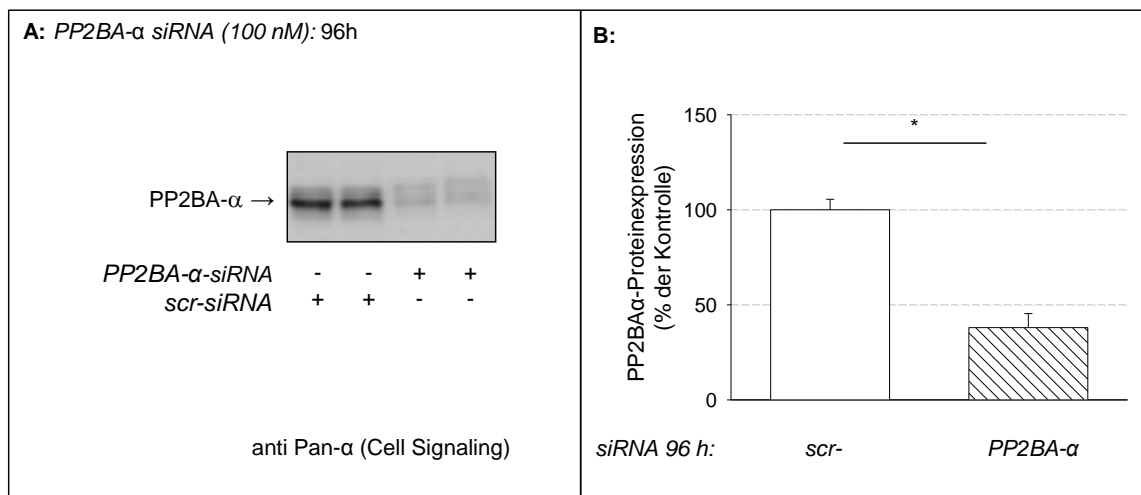 A: PP2BA-α siRNA (100 nM): 96h
PP2BA-α →
PP2BA-α-siRNA - - + +
scr-siRNA + + - -
anti Pan-α (Cell Signaling)
B:
PP2BAα-Proteinexpression
(% der Kontrolle)
150
100
50
0
*
siRNA 96 h: scr- PP2BA-α